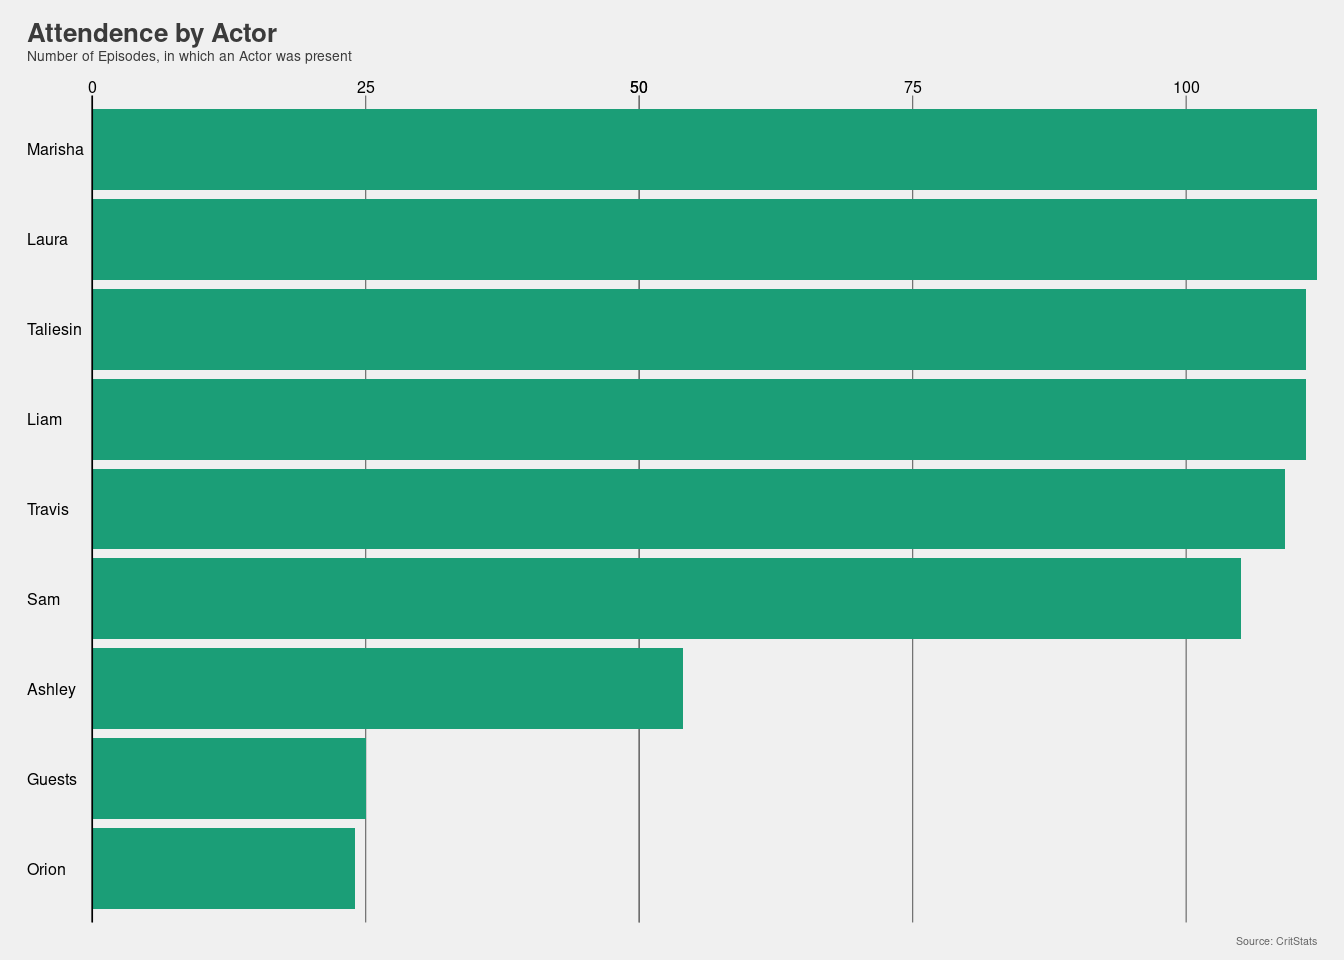 Attendence by Actor
Number of Episodes, in which an Actor was present
0 25 50 75 100
Marisha
Laura
Taliesin
Liam
Travis
Sam
Ashley
Guests
Orion
Source: CritStats